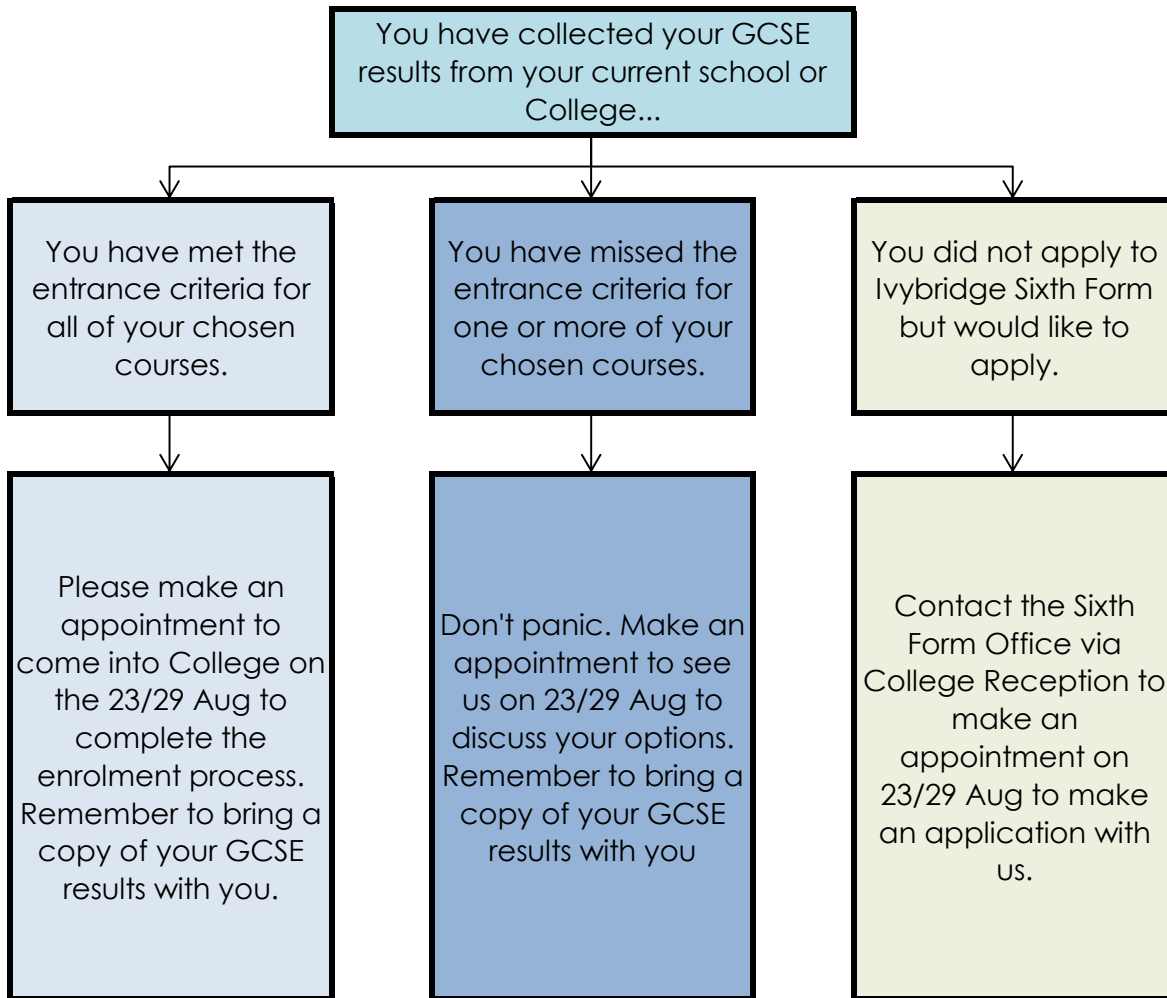 You have collected your GCSE
results from your current school or
College...
You have met the
entrance criteria for
all of your chosen
courses.
You have missed the
entrance criteria for
one or more of your
chosen courses.
You did not apply to
Ivybridge Sixth Form
but would like to
apply.
Please make an
appointment to
come into College on
the 23/29 Aug to
complete the
enrolment process.
Remember to bring a
copy of your GCSE
results with you.
Don't panic. Make an
appointment to see
us on 23/29 Aug to
discuss your options.
Remember to bring a
copy of your GCSE
results with you
Contact the Sixth
Form Office via
College Reception to
make an
appointment on
23/29 Aug to make
an application with
us.